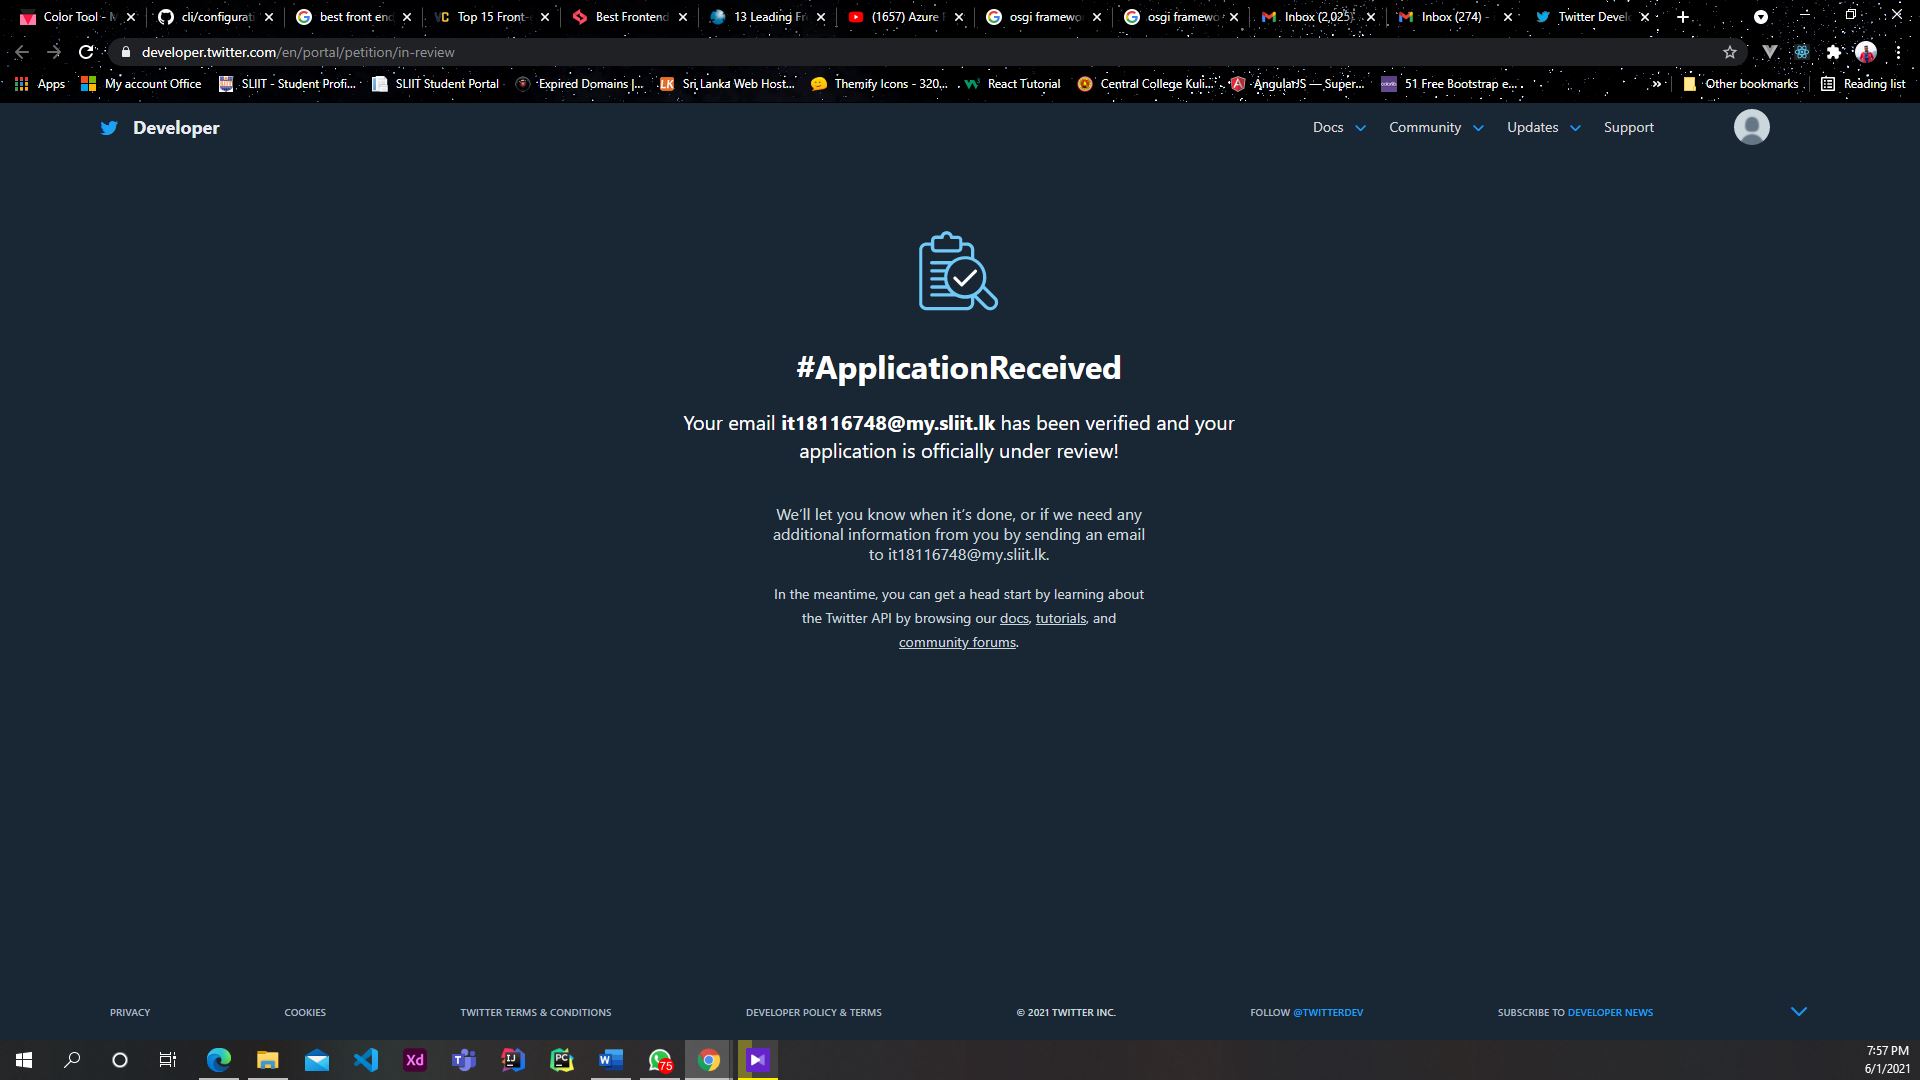 Color Tool - M
cli/configurati
best front end
Top 15 Front-
Best Frontend
13 Leading Fr
(1657) Azure
osgi framewo
osgi framewo
Inbox (2,025)
Inbox (274) -
Twitter Devel
developer.twitter.com/en/portal/petition/in-review
Apps
My account Office
SLIIT - Student Profi...
SLIIT Student Portal
Expired Domains |...
Sri Lanka Web Host...
Themify Icons - 320...
React Tutorial
Central College Kuli...
AngularJS — Super...
51 Free Bootstrap e...
»
Other bookmarks
Reading list
Developer
Docs
Community
Updates
Support
#ApplicationReceived
Your email it18116748@my.sliit.lk has been verified and your
application is officially under review!
We’ll let you know when it’s done, or if we need any
additional information from you by sending an email
to it18116748@my.sliit.lk.
In the meantime, you can get a head start by learning about
the Twitter API by browsing our docs, tutorials, and
community forums.
PRIVACY
COOKIES
TWITTER TERMS & CONDITIONS
DEVELOPER POLICY & TERMS
© 2021 TWITTER INC.
FOLLOW @TWITTERDEV
SUBSCRIBE TO DEVELOPER NEWS
Xd
IJ
PC
75
7:57 PM
6/1/2021